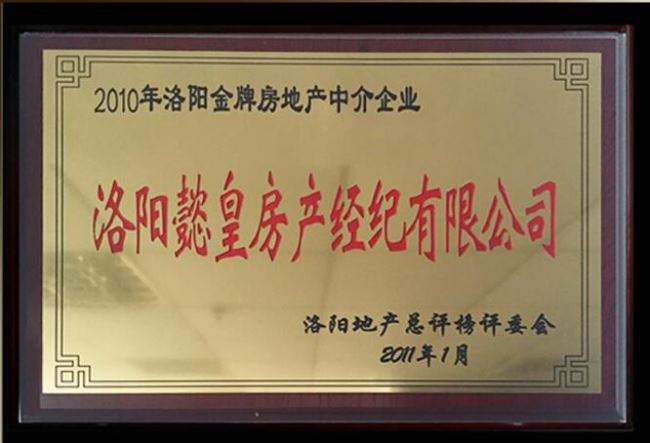 2010年洛阳金牌房地产中介企业
洛阳懿皇房产经纪有限公司
洛阳地产总评榜评委会
2011年1月